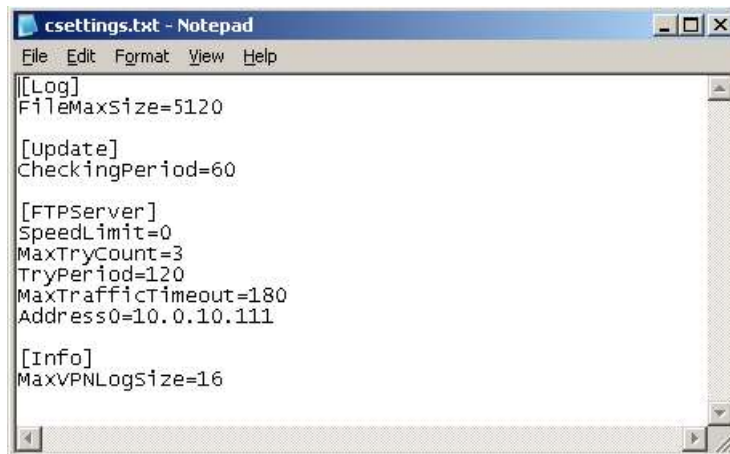 csettings.txt - Notepad
File Edit Format View Help
[Log]
FileMaxSize=5120
[Update]
CheckingPeriod=60
[FTPServer]
SpeedLimit=0
MaxTryCount=3
TryPeriod=120
MaxTrafficTimeout=180
Address0=10.0.10.111
[Info]
MaxVPNLogSize=16